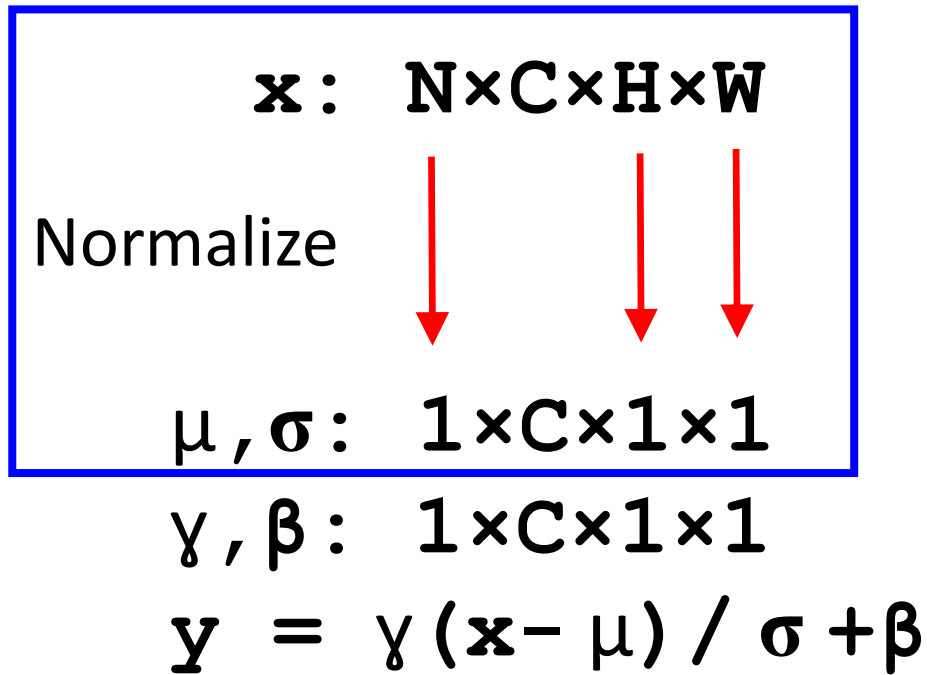 x: N×C×H×W
Normalize
μ,σ: 1×C×1×1
γ,β: 1×C×1×1
y = γ(x-μ)/σ+β